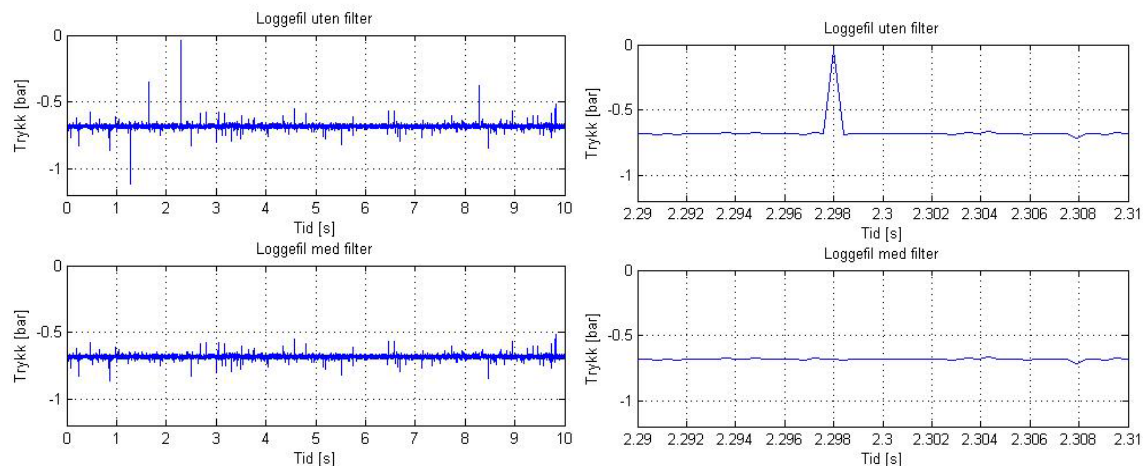 Loggefil uten filter
0
-0.5
-1
Trykk [bar]
0 1 2 3 4 5 6 7 8 9 10
Tid [s]
Loggefil uten filter
0
-0.5
-1
Trykk [bar]
2.29 2.292 2.294 2.296 2.298 2.3 2.302 2.304 2.306 2.308 2.31
Tid [s]
Loggefil med filter
0
-0.5
-1
Trykk [bar]
0 1 2 3 4 5 6 7 8 9 10
Tid [s]
Loggefil med filter
0
-0.5
-1
Trykk [bar]
2.29 2.292 2.294 2.296 2.298 2.3 2.302 2.304 2.306 2.308 2.31
Tid [s]